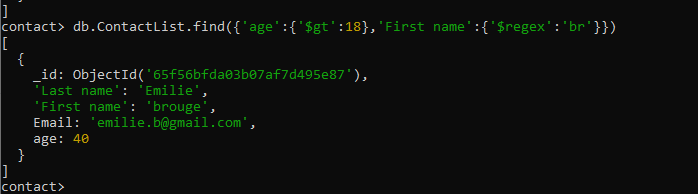 ]
contact> db.ContactList.find({'age':{'$gt':18},'First name':{'$regex':'br'}})
[
  {
    _id: ObjectId('65f56bfda03b07af7d495e87'),
    'Last name': 'Emilie',
    'First name': 'brouge',
    Email: 'emilie.b@gmail.com',
    age: 40
  }
]
contact>